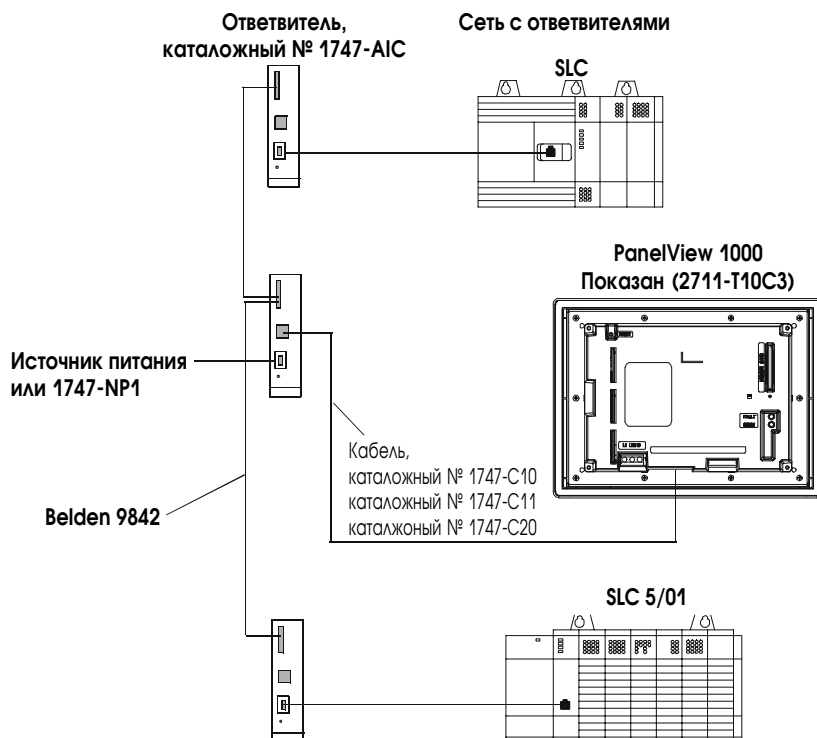 Ответвитель,
каталожный № 1747-AIC
Сеть с ответвителями
SLC
PanelView 1000
Показан (2711-T10C3)
Источник питания
или 1747-NP1
Кабель,
каталожный № 1747-C10
каталожный № 1747-C11
каталжоный № 1747-C20
Belden 9842
SLC 5/01